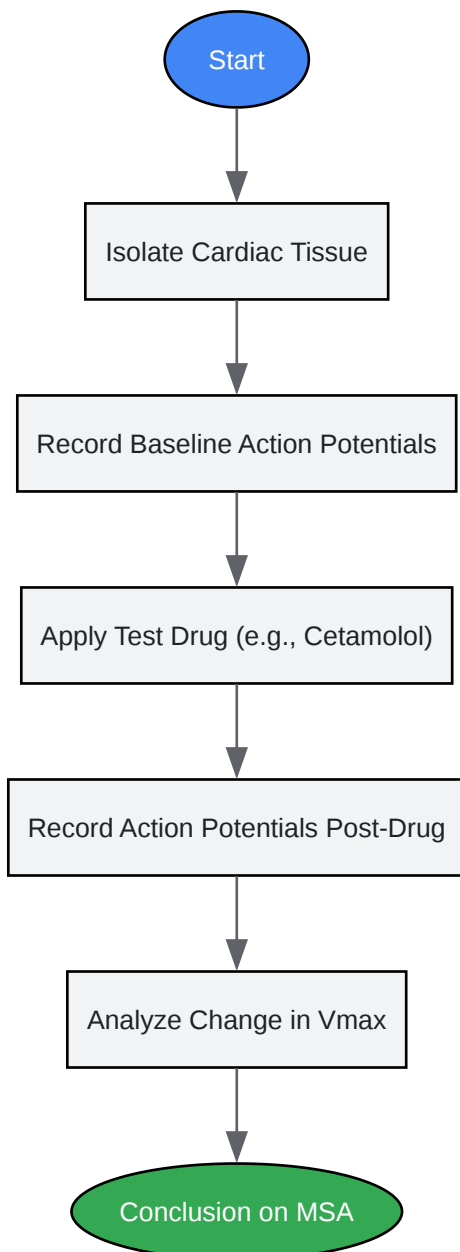 Start
Isolate Cardiac Tissue
Record Baseline Action Potentials
Apply Test Drug (e.g., Cetamolol)
Record Action Potentials Post-Drug
Analyze Change in Vmax
Conclusion on MSA